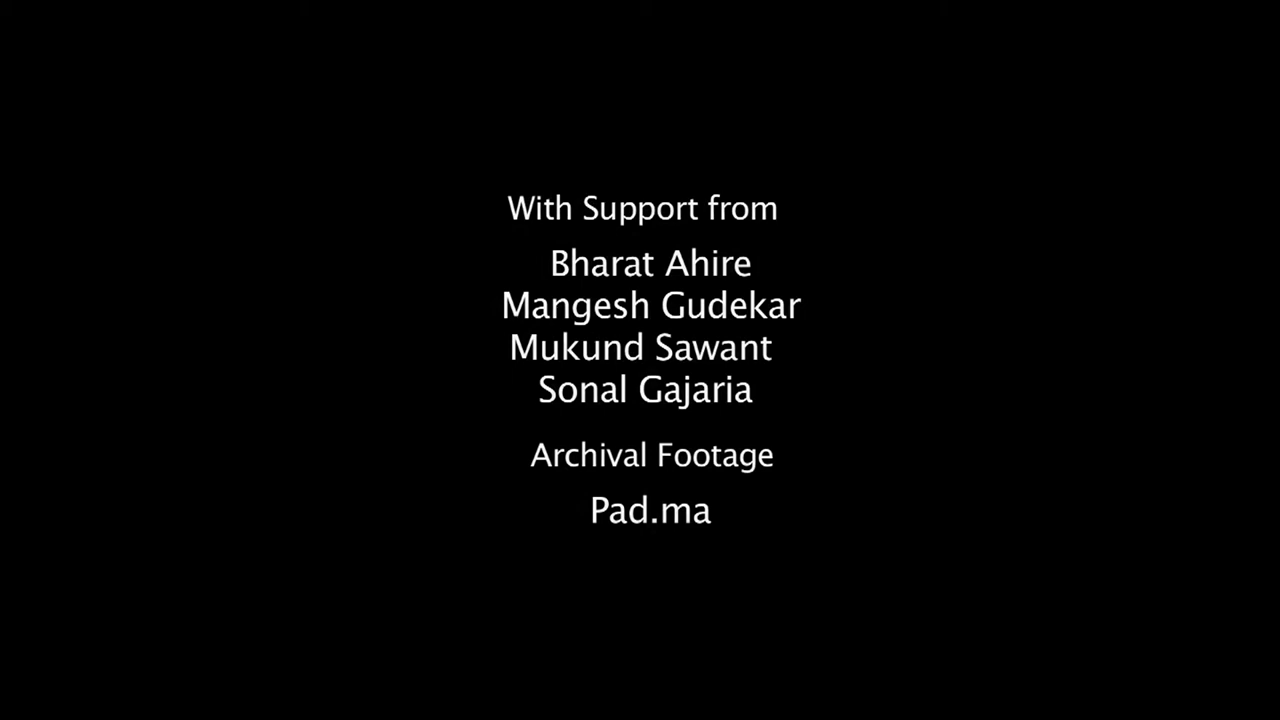 With Support from
Bharat Ahire
Mangesh Gudekar
Mukund Sawant
Sonal Gajaria
Archival Footage
Pad.ma